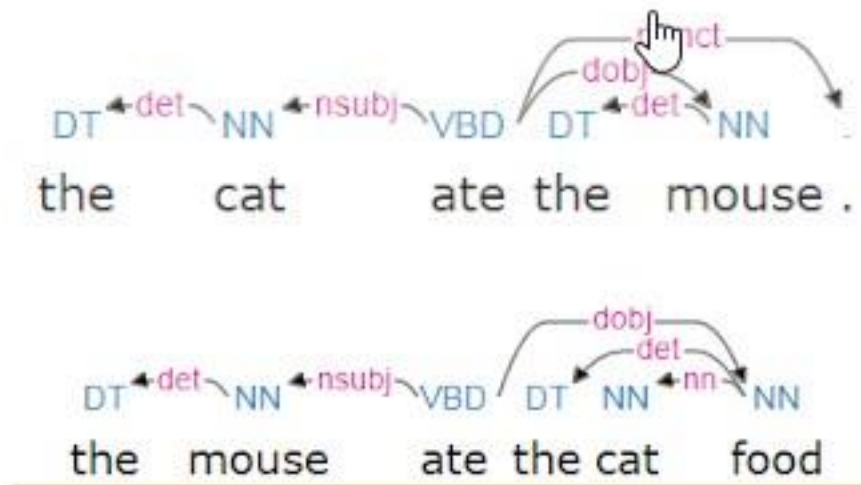 punct
dobj
det nsubj det
DT NN VBD DT NN .
the cat ate the mouse .
dobj
det
det nsubj nn
DT NN VBD DT NN NN
the mouse ate the cat food